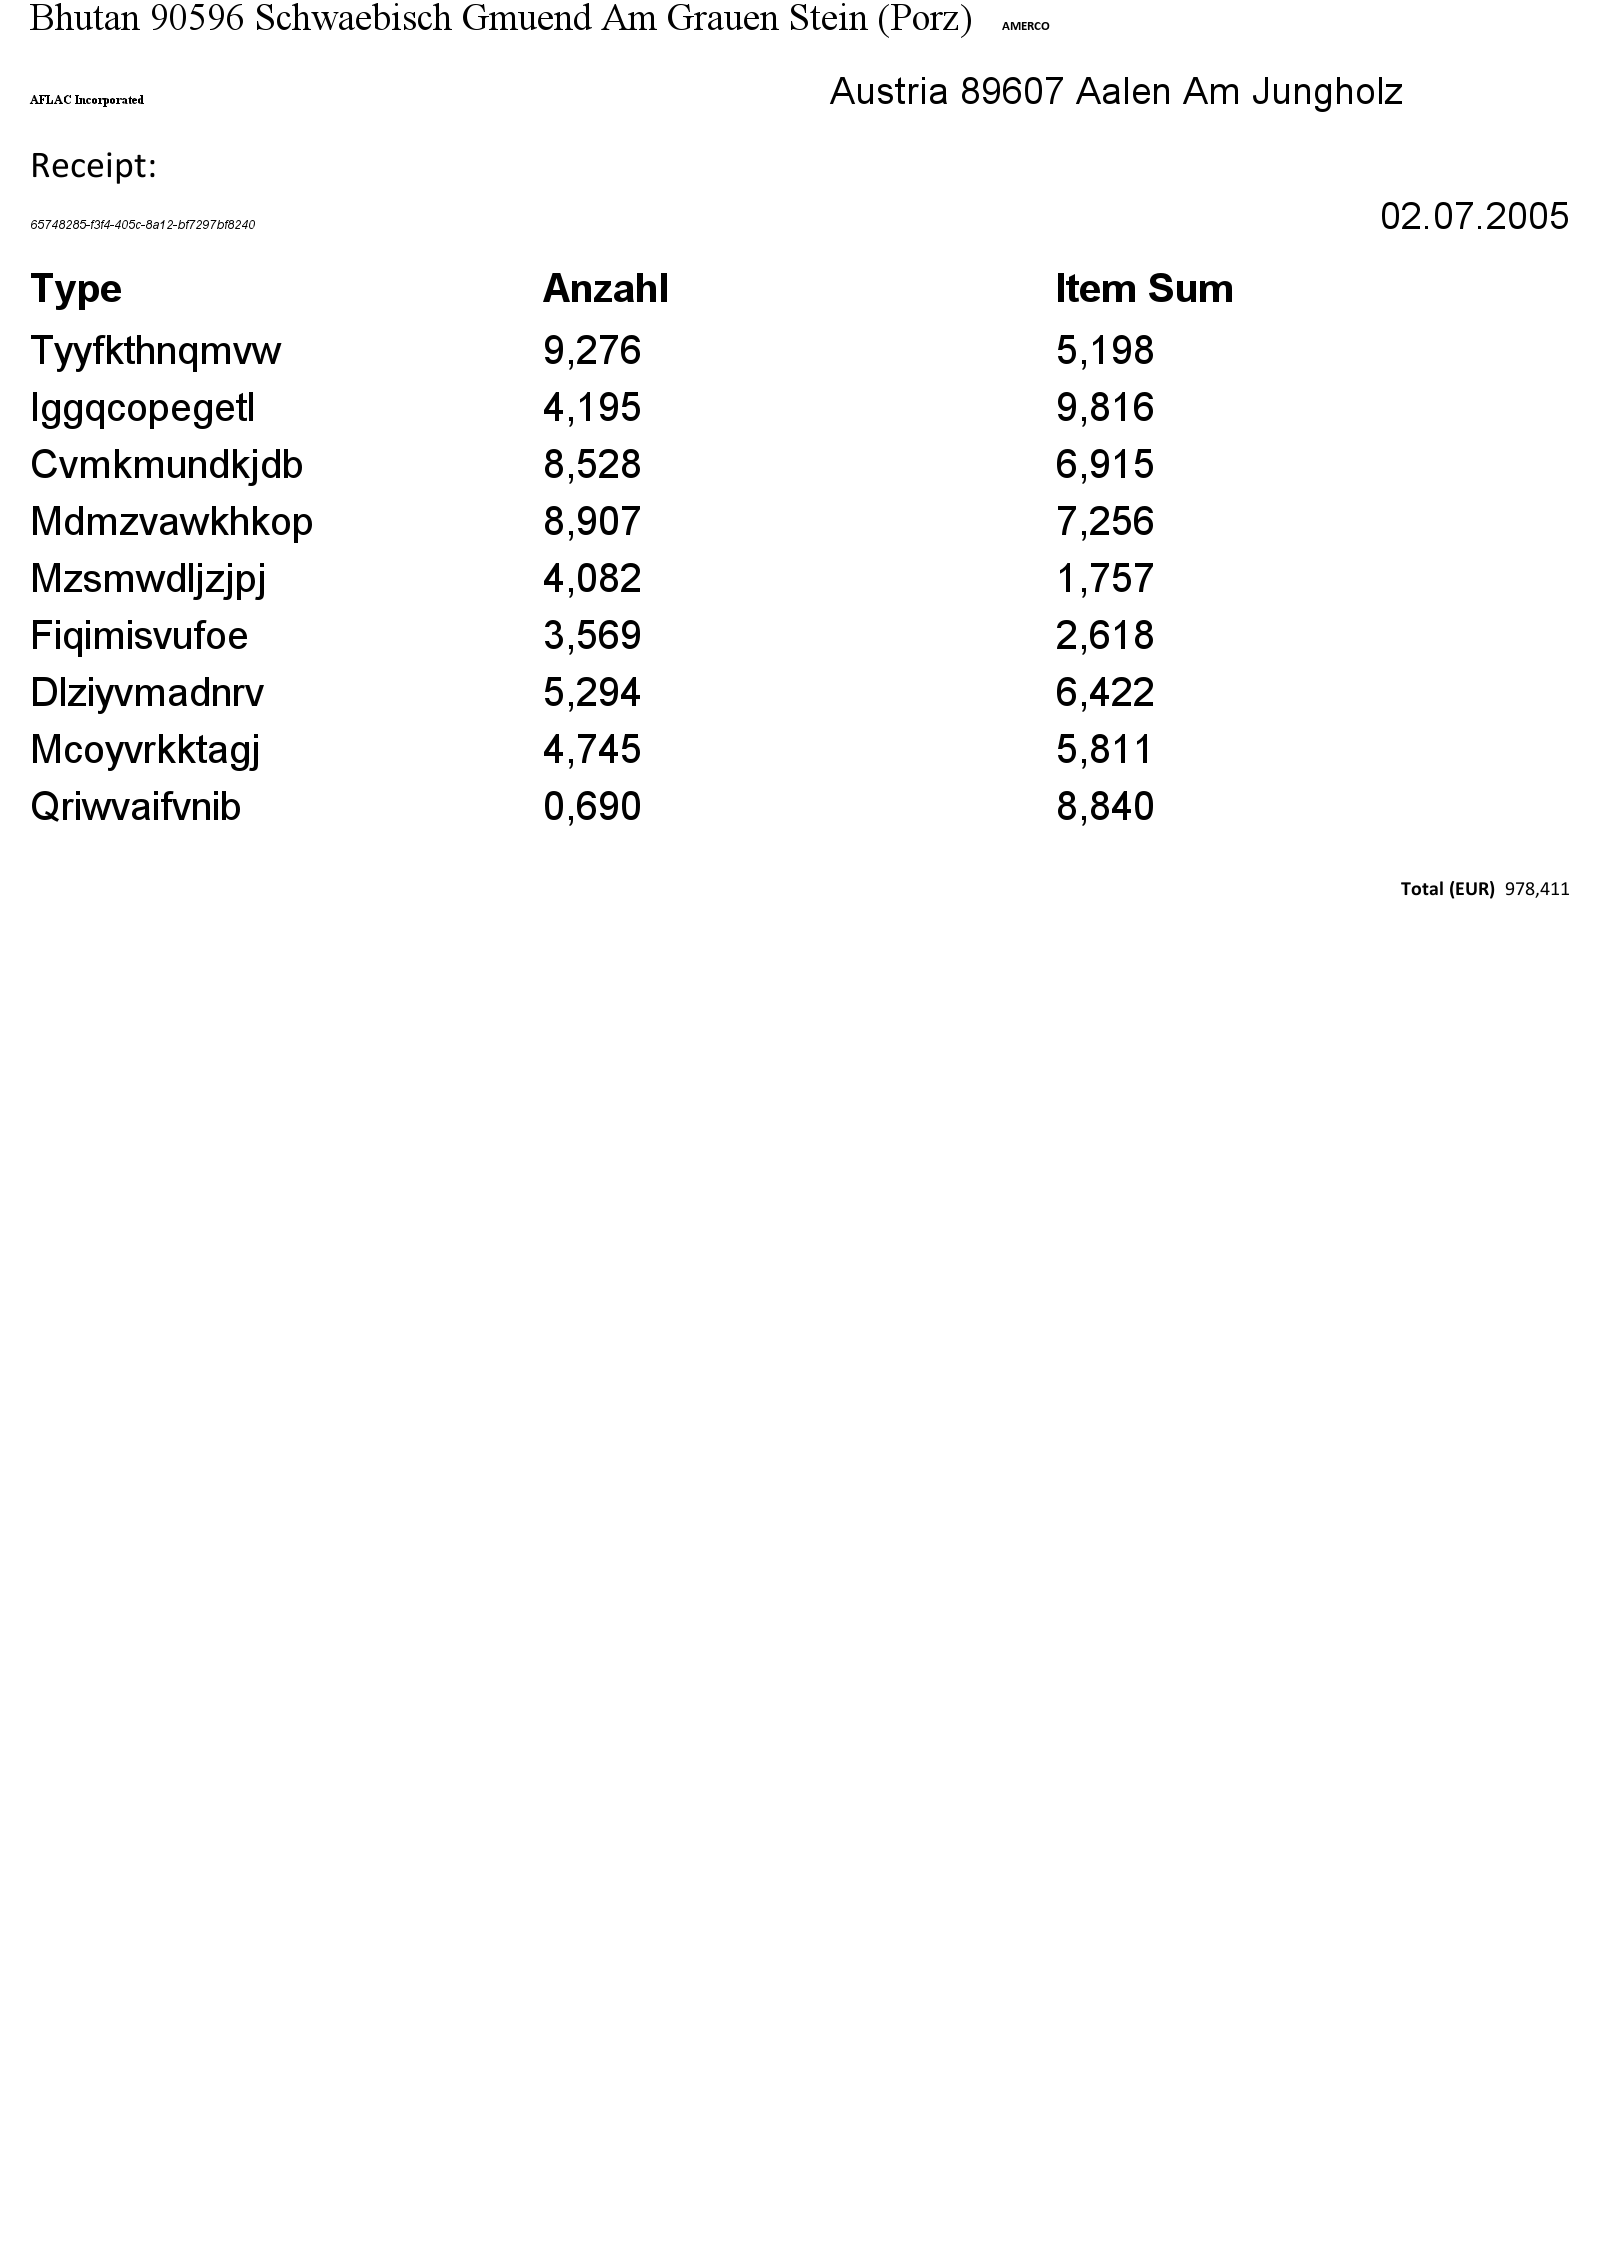 Bhutan 90596 Schwaebisch Gmuend Am Grauen Stein (Porz) AMERCO
AFLAC Incorporated Austria 89607 Aalen Am Jungholz
Receipt:
65748285-f3f4-405c-8a12-bf7297bf8240 02.07.2005
Type Anzahl Item Sum
Tyyfkthnqmvw 9,276 5,198
Iggqcopegetl 4,195 9,816
Cvmkmundkjdb 8,528 6,915
Mdmzvawkhkop 8,907 7,256
Mzsmwdljzjpj 4,082 1,757
Fiqimisvufoe 3,569 2,618
Dlziyvmadnrv 5,294 6,422
Mcoyvrkktagj 4,745 5,811
Qriwvaifvnib 0,690 8,840
Total (EUR) 978,411